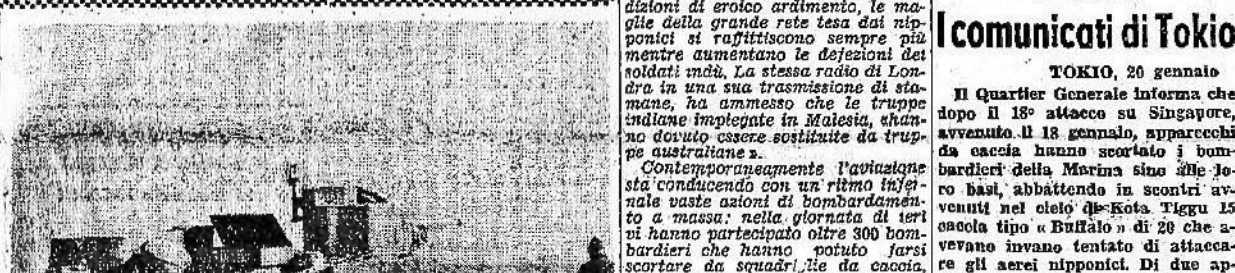 dizioni di eroico ardimento, le ma-
glie della grande rete tesa dai nip-
ponici si raffittiscono sempre più
mentre aumentano le defezioni dei
soldati indù. La stessa radio di Lon-
dra in una sua trasmissione di sta-
mane, ha ammesso che le truppe
indiane impiegate in Malesia, «han-
no dovuto essere sostituite da trup-
pe australiane ».
Contemporaneamente l'aviazione
sta conducendo con un ritmo infer-
nale vaste azioni di bombardamen-
to a massa: nella giornata di ieri
vi hanno partecipato oltre 300 bom-
bardieri che hanno potuto farsi
scortare da squadriglie da caccia,
I comunicati di Tokio
TOKIO, 20 gennaio
Il Quartier Generale informa che
dopo il 18º attacco su Singapore,
avvenuto il 18 gennaio, apparecchi
da caccia hanno scortato i bom-
bardieri della Marina sino alle lo-
ro basi, abbattendo in scontri av-
venuti nel cielo di Kota Tiggu 15
caccia tipo « Buffalo » di 20 che a-
vevano invano tentato di attacca-
re gli aerei nipponici. Di due ap-